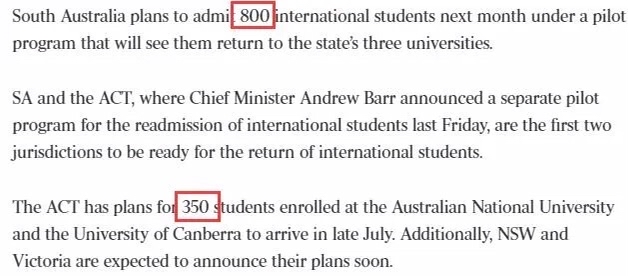 South Australia plans to admit 800 international students next month under a pilot
program that will see them return to the state's three universities.
SA and the ACT, where Chief Minister Andrew Barr announced a separate pilot
program for the readmission of international students last Friday, are the first two
jurisdictions to be ready for the return of international students.
The ACT has plans for 350 students enrolled at the Australian National University
and the University of Canberra to arrive in late July. Additionally, NSW and
Victoria are expected to announce their plans soon.